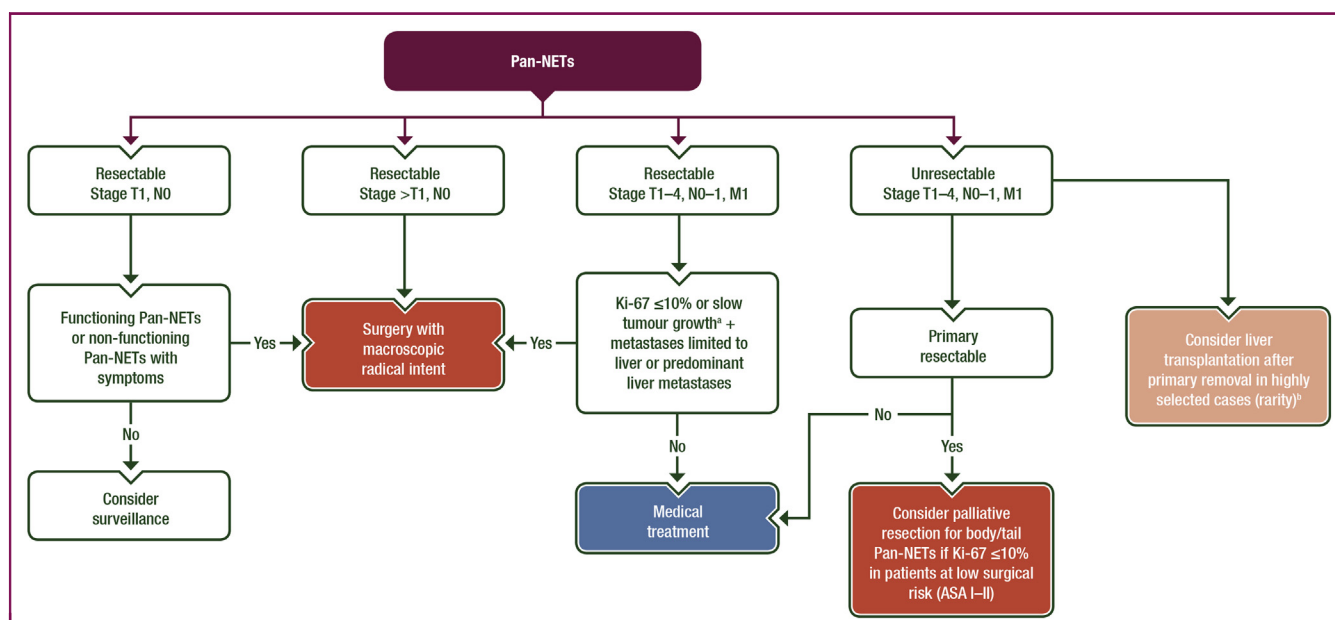 Pan-NETs
Resectable
Stage T1, N0
Resectable
Stage >T1, N0
Resectable
Stage T1–4, N0–1, M1
Unresectable
Stage T1–4, N0–1, M1
Functioning Pan-NETs
or non-functioning
Pan-NETs with
symptoms
Yes
Surgery with
macroscopic
radical intent
Yes
Ki-67 ≤10% or slow
tumour growthᵃ +
metastases limited to
liver or predominant
liver metastases
Primary
resectable
Consider liver
transplantation after
primary removal in highly
selected cases (rarity)ᵇ
No
No
No
Yes
Consider
surveillance
Medical
treatment
Consider palliative
resection for body/tail
Pan-NETs if Ki-67 ≤10%
in patients at low surgical
risk (ASA I–II)